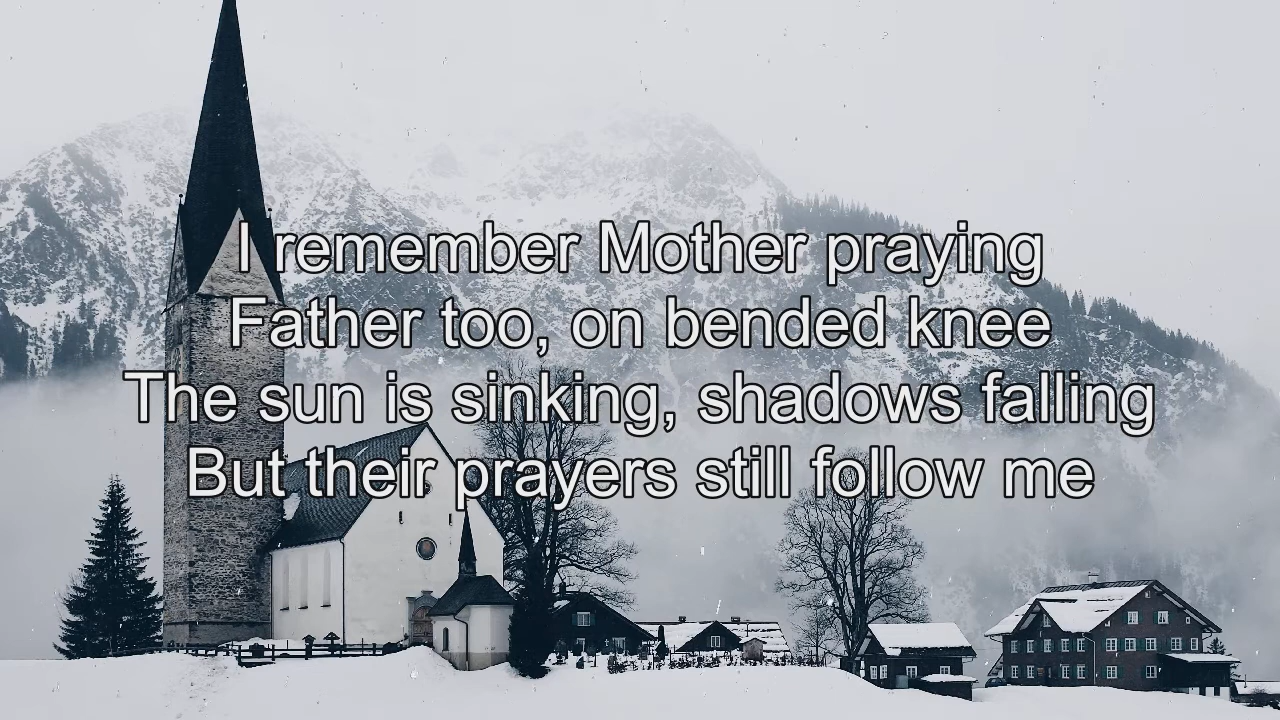 I remember Mother praying
Father too, on bended knee
The sun is sinking, shadows falling
But their prayers still follow me